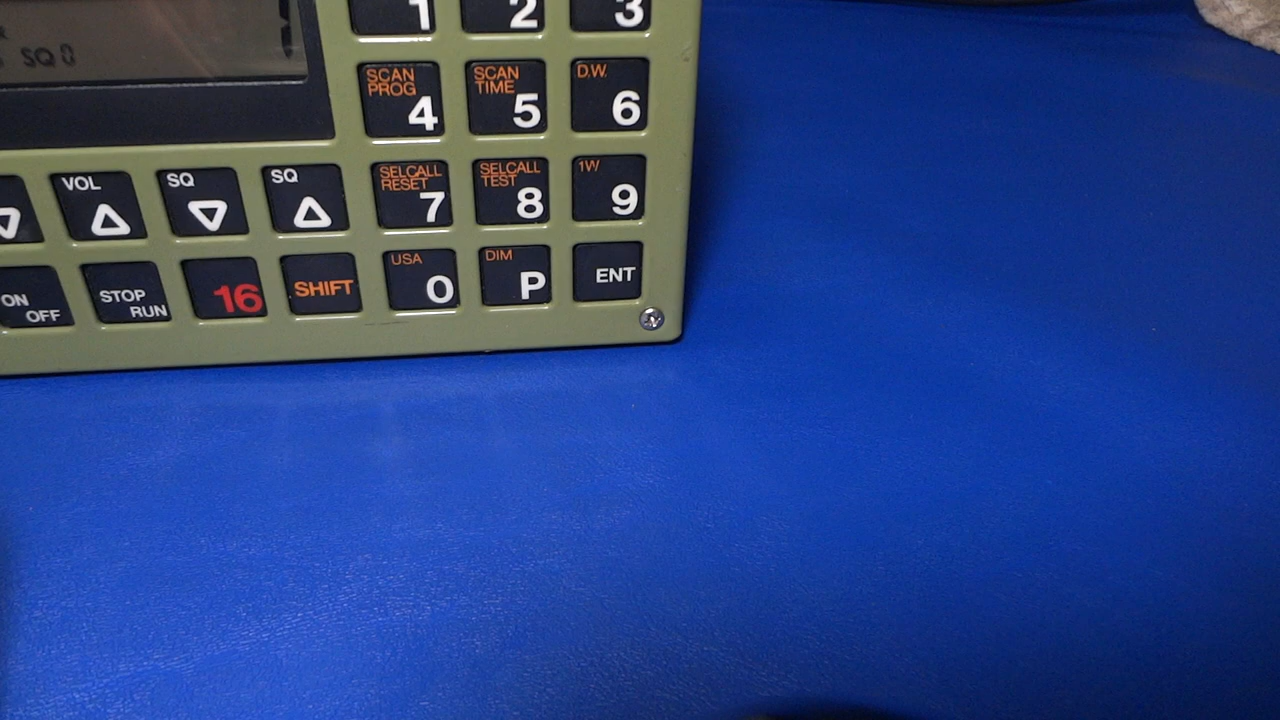 SQ 0
1
2
3
SCAN PROG 4
SCAN TIME 5
D.W. 6
VOL
SQ
SQ
SELCALL RESET 7
SELCALL TEST 8
1W 9
ON OFF
STOP RUN
16
SHIFT
USA 0
DIM P
ENT